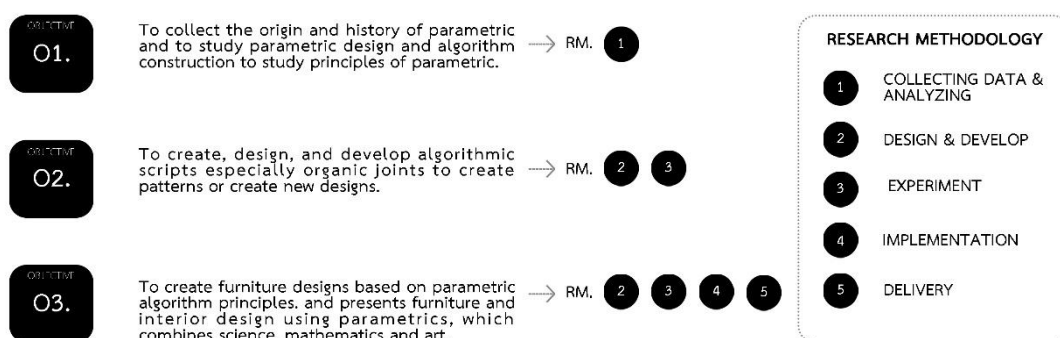 OBJECTIVE
01.
To collect the origin and history of parametric
and to study parametric design and algorithm
construction to study principles of parametric.
RM. 1
OBJECTIVE
02.
To create, design, and develop algorithmic
scripts especially organic joints to create
patterns or create new designs.
RM. 2 3
OBJECTIVE
03.
To create furniture designs based on parametric
algorithm principles. and presents furniture and
interior design using parametrics, which
combines science, mathematics and art.
RM. 2 3 4 5
RESEARCH METHODOLOGY
1 COLLECTING DATA &
ANALYZING
2 DESIGN & DEVELOP
3 EXPERIMENT
4 IMPLEMENTATION
5 DELIVERY